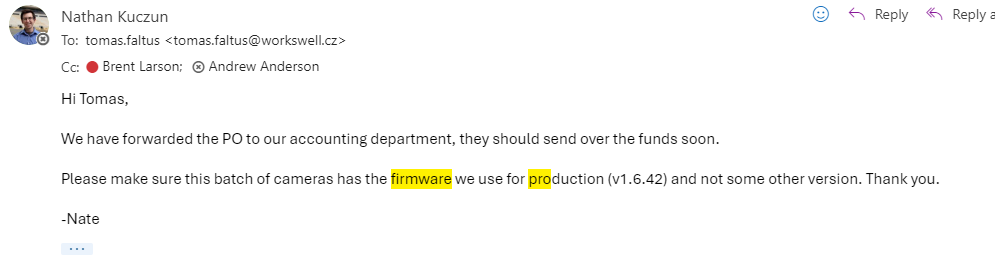 Nathan Kuczun
Reply
Reply a
To: tomas.faltus <tomas.faltus@workswell.cz>
Cc: Brent Larson; Andrew Anderson
Hi Tomas,
We have forwarded the PO to our accounting department, they should send over the funds soon.
Please make sure this batch of cameras has the firmware we use for production (v1.6.42) and not some other version. Thank you.
-Nate
...